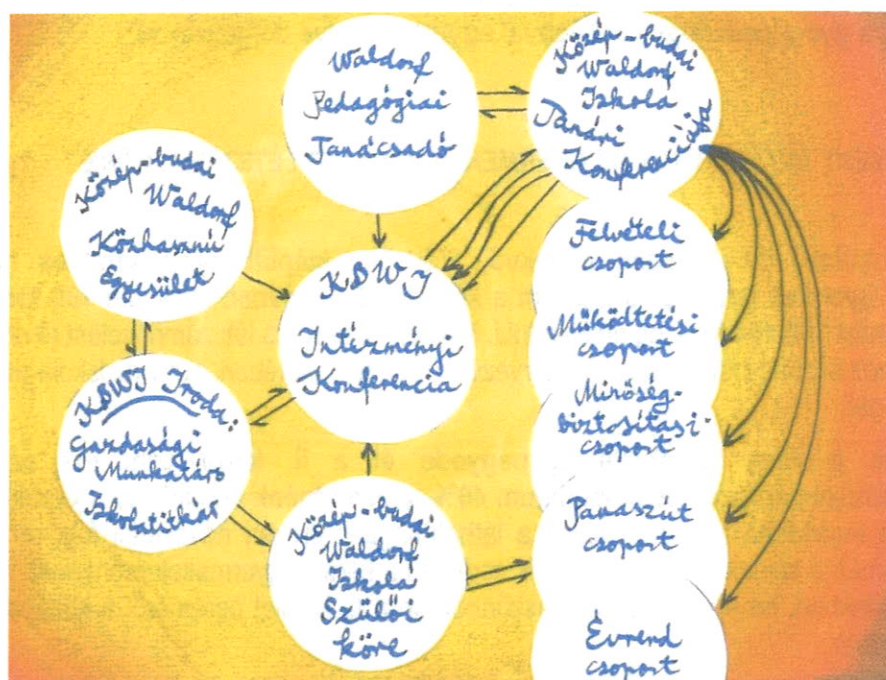 Waldorf
Pedagógiai
Tanácsadó
Közép-budai
Waldorf
Iskola
Tanári
Konferenciája
Közép-budai
Waldorf
Közhasznú
Egyesület
KBWI
Intézményi
Konferencia
KBWI Iroda:
Gazdasági
Munkatárs
Iskolatitkár
Közép-budai
Waldorf
Iskola
Szülői
köre
Felvételi
csoport
Működtetési
csoport
Minőség-
biztosítási-
csoport
Panaszút
csoport
Évrend
csoport